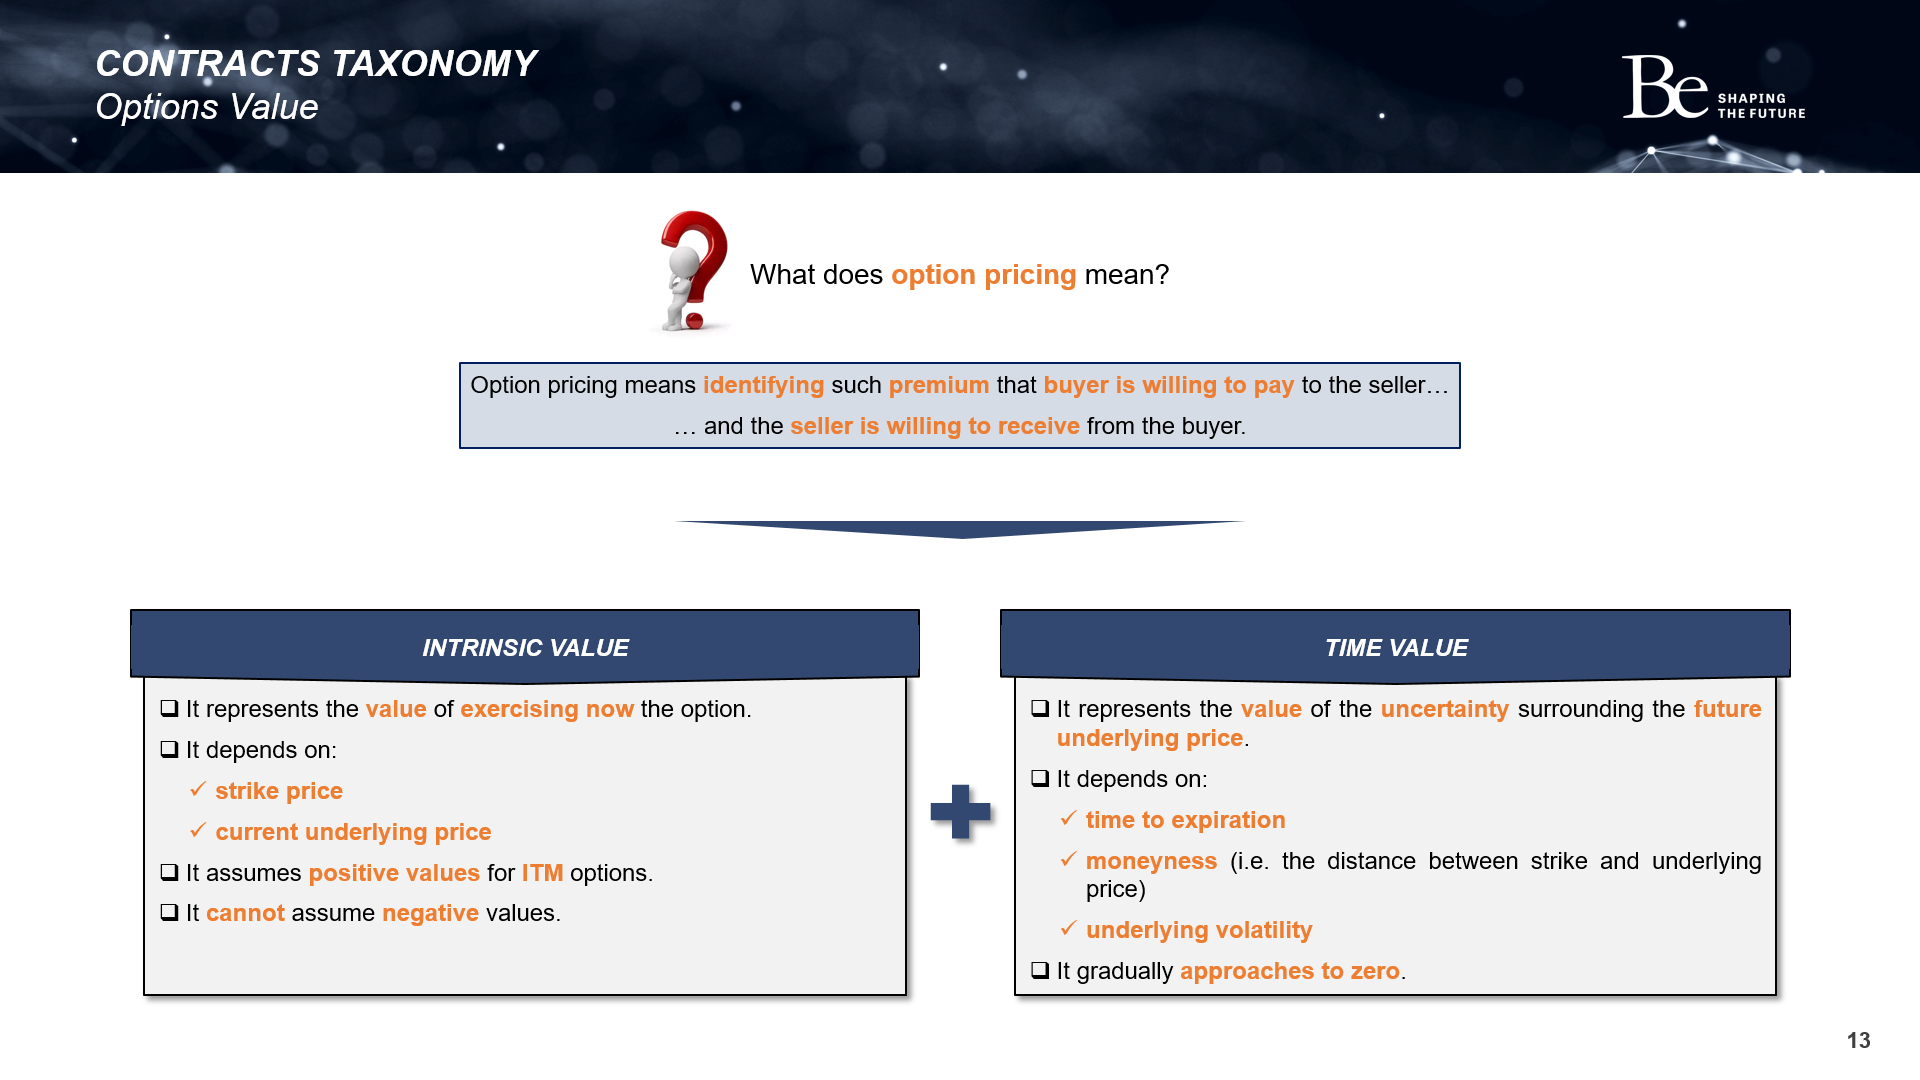 CONTRACTS TAXONOMY
Options Value
Be SHAPING
THE FUTURE
What does option pricing mean?
Option pricing means identifying such premium that buyer is willing to pay to the seller…
… and the seller is willing to receive from the buyer.
INTRINSIC VALUE
❑ It represents the value of exercising now the option.
❑ It depends on:
✓ strike price
✓ current underlying price
❑ It assumes positive values for ITM options.
❑ It cannot assume negative values.
TIME VALUE
❑ It represents the value of the uncertainty surrounding the future
underlying price.
❑ It depends on:
✓ time to expiration
✓ moneyness (i.e. the distance between strike and underlying
price)
✓ underlying volatility
❑ It gradually approaches to zero.
13